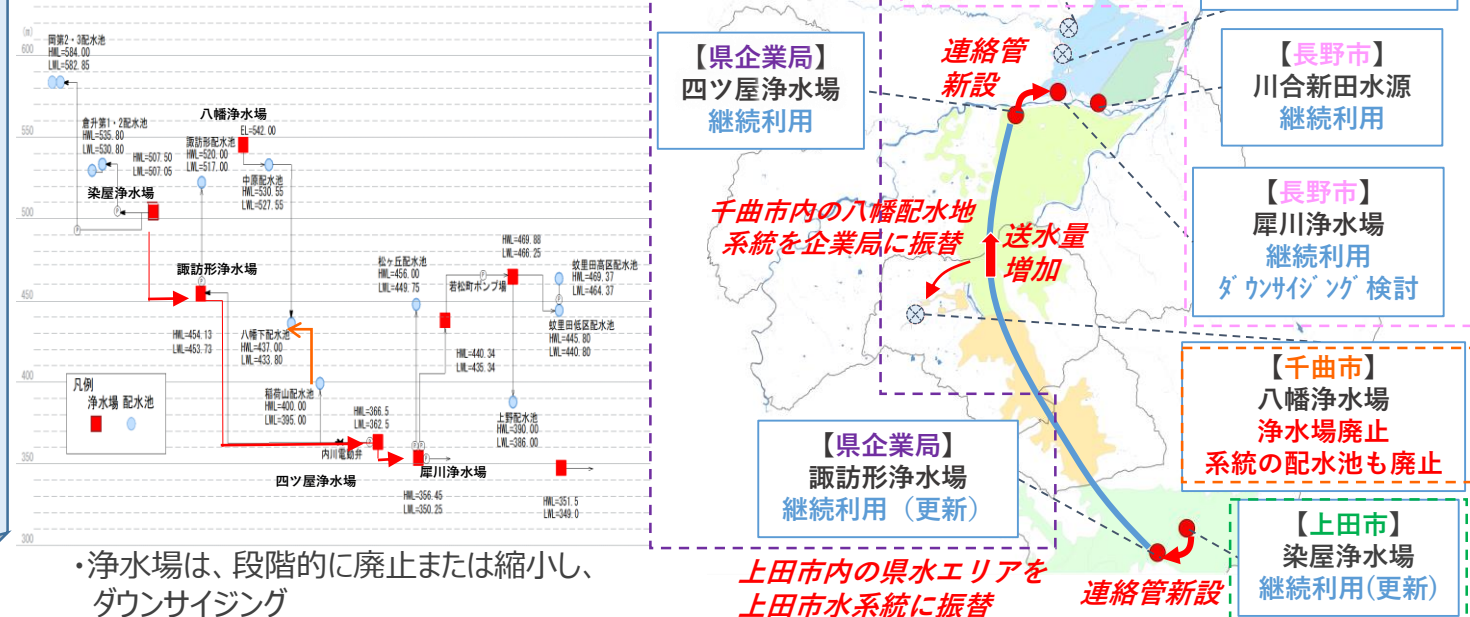 (m)
600
岡第2・3配水池
HWL=584.00
LWL=582.85
550
倉升第1・2配水池
HWL=535.80
LWL=530.80
HWL=507.50
LWL=507.05
染屋浄水場
500
八幡浄水場
EL=542.00
諏訪形配水池
HWL=520.00
LWL=517.00
中原配水池
HWL=530.55
LWL=527.55
諏訪形浄水場
450
HWL=454.13
LWL=453.73
松ヶ丘配水池
HWL=456.00
LWL=449.75
HWL=469.88
LWL=466.25
若松町ポンプ場
蚊里田高区配水池
HWL=469.37
LWL=464.37
蚊里田低区配水池
HWL=445.80
LWL=440.80
八幡下配水池
HWL=437.00
LWL=433.80
HWL=440.34
LWL=435.34
400
凡例
浄水場 配水池
稲荷山配水池
HWL=400.00
LWL=395.00
HWL=366.5
LWL=362.5
上野配水池
HWL=390.00
LWL=386.00
350
内川電動弁
四ツ屋浄水場
犀川浄水場
HWL=356.45
LWL=350.25
HWL=351.5
LWL=349.0
300
・浄水場は、段階的に廃止または縮小し、
ダウンサイジング
【県企業局】
四ツ屋浄水場
継続利用
連絡管
新設
【長野市】
川合新田水源
継続利用
【長野市】
犀川浄水場
継続利用
ダウンサイジング検討
千曲市内の八幡配水地
系統を企業局に振替
送水量
増加
【千曲市】
八幡浄水場
浄水場廃止
系統の配水池も廃止
【県企業局】
諏訪形浄水場
継続利用（更新）
【上田市】
染屋浄水場
継続利用(更新)
上田市内の県水エリアを
上田市水系統に振替
連絡管新設